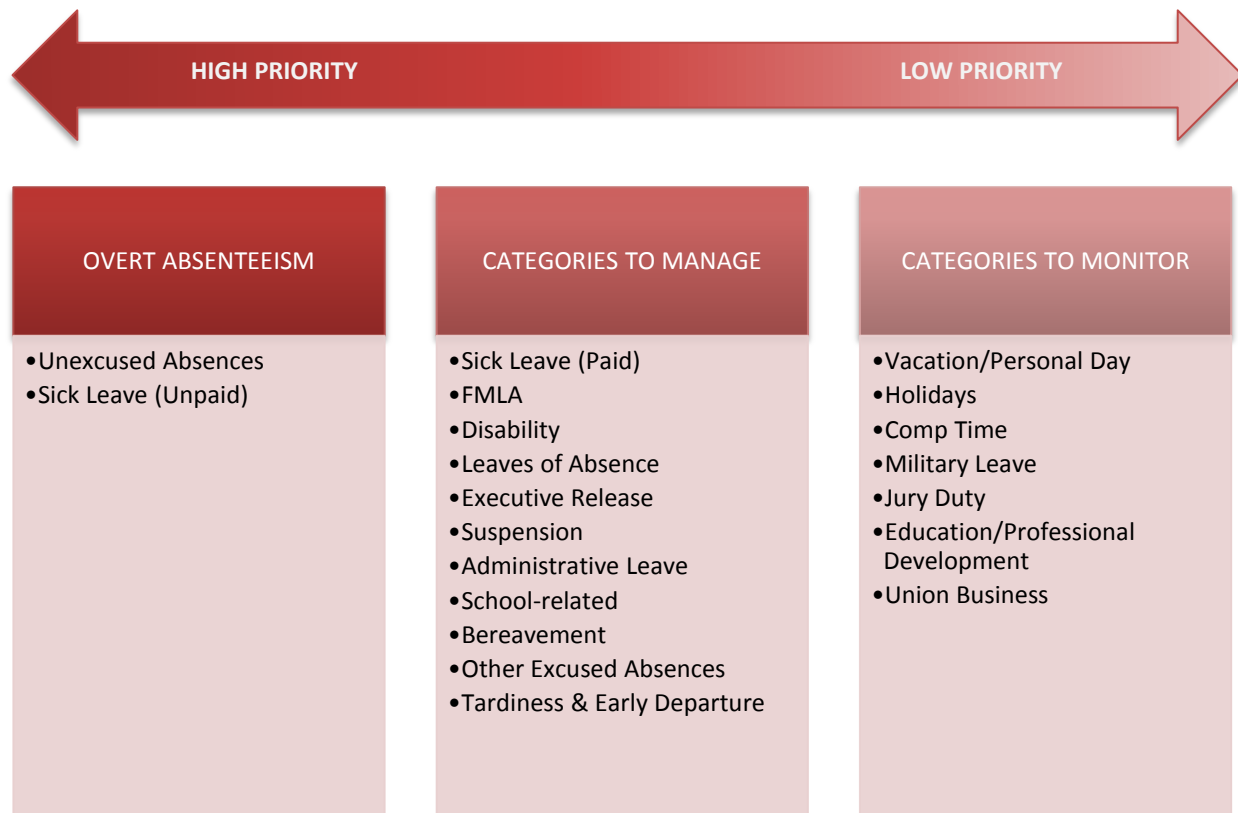 HIGH PRIORITY
LOW PRIORITY
OVERT ABSENTEEISM
•Unexcused Absences
•Sick Leave (Unpaid)
CATEGORIES TO MANAGE
•Sick Leave (Paid)
•FMLA
•Disability
•Leaves of Absence
•Executive Release
•Suspension
•Administrative Leave
•School-related
•Bereavement
•Other Excused Absences
•Tardiness & Early Departure
CATEGORIES TO MONITOR
•Vacation/Personal Day
•Holidays
•Comp Time
•Military Leave
•Jury Duty
•Education/Professional
Development
•Union Business